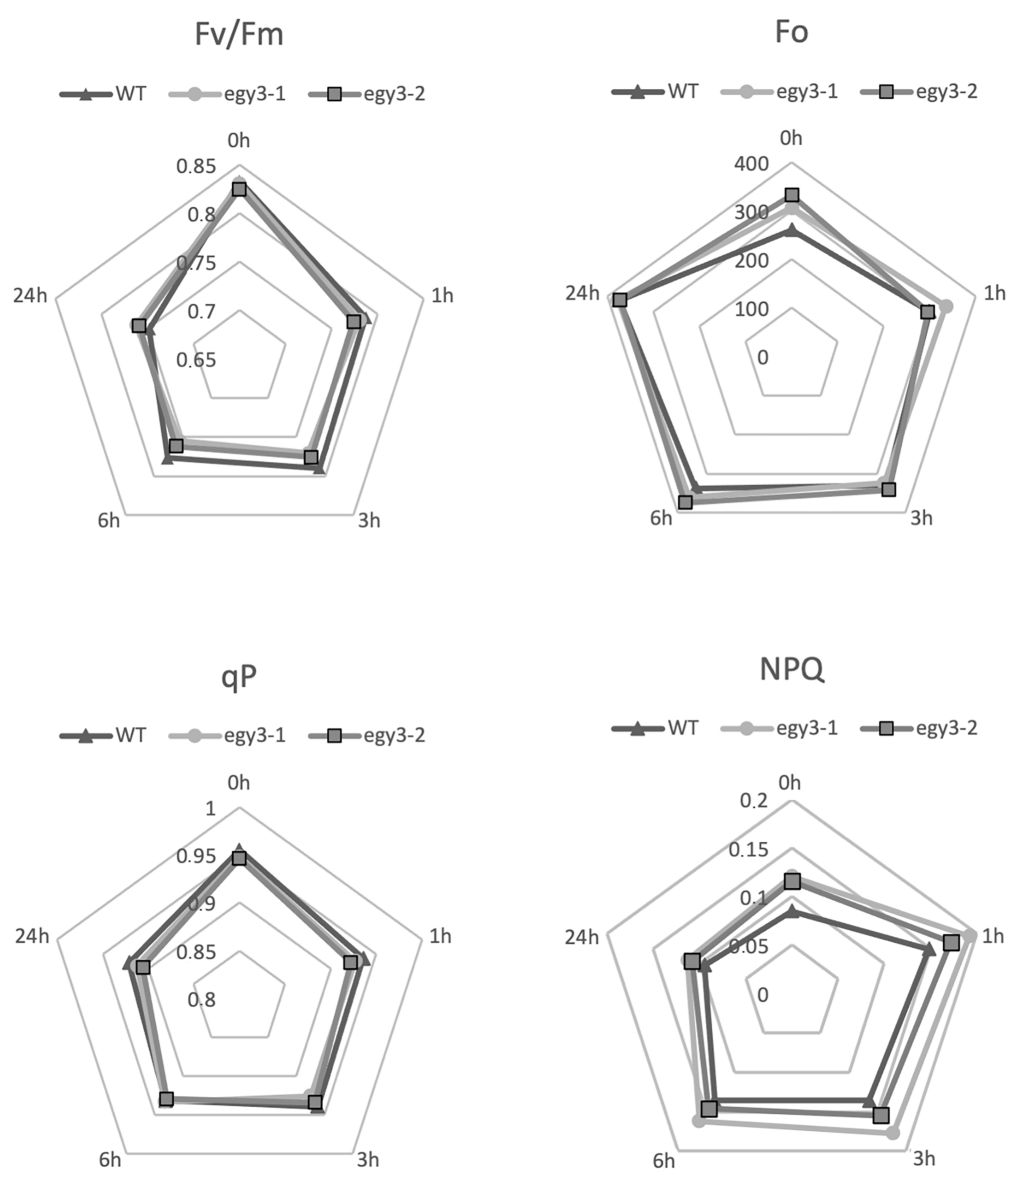 Fv/Fm
WT egy3-1 egy3-2
0h
0.85
0.8
0.75
0.7
0.65
24h
1h
6h
3h
Fo
WT egy3-1 egy3-2
0h
400
300
200
100
0
24h
1h
6h
3h
qP
WT egy3-1 egy3-2
0h
1
0.95
0.9
0.85
0.8
24h
1h
6h
3h
NPQ
WT egy3-1 egy3-2
0h
0.2
0.15
0.1
0.05
0
24h
1h
6h
3h